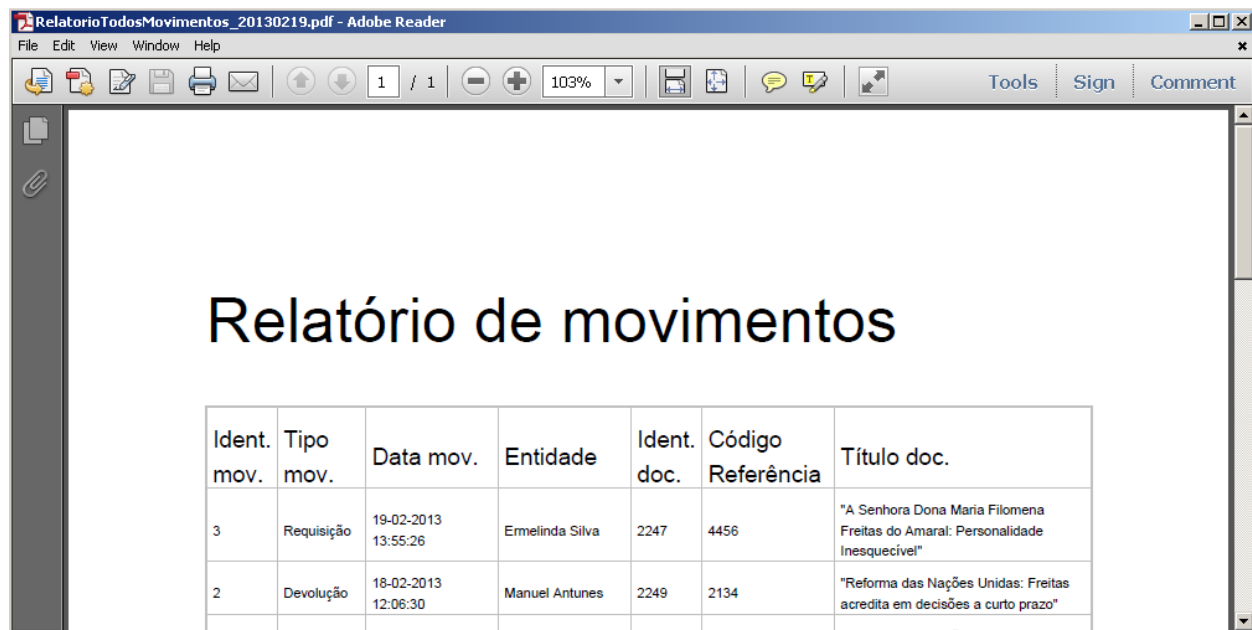 RelatorioTodosMovimentos_20130219.pdf - Adobe Reader
File Edit View Window Help
1 / 1 103% Tools Sign Comment
Relatório de movimentos
Ident. mov. Tipo mov. Data mov. Entidade Ident. doc. Código Referência Título doc.
3 Requisição 19-02-2013 13:55:26 Ermelinda Silva 2247 4456 "A Senhora Dona Maria Filomena
Freitas do Amaral: Personalidade
Inesquecível"
2 Devolução 18-02-2013 12:06:30 Manuel Antunes 2249 2134 "Reforma das Nações Unidas: Freitas
acredita em decisões a curto prazo"